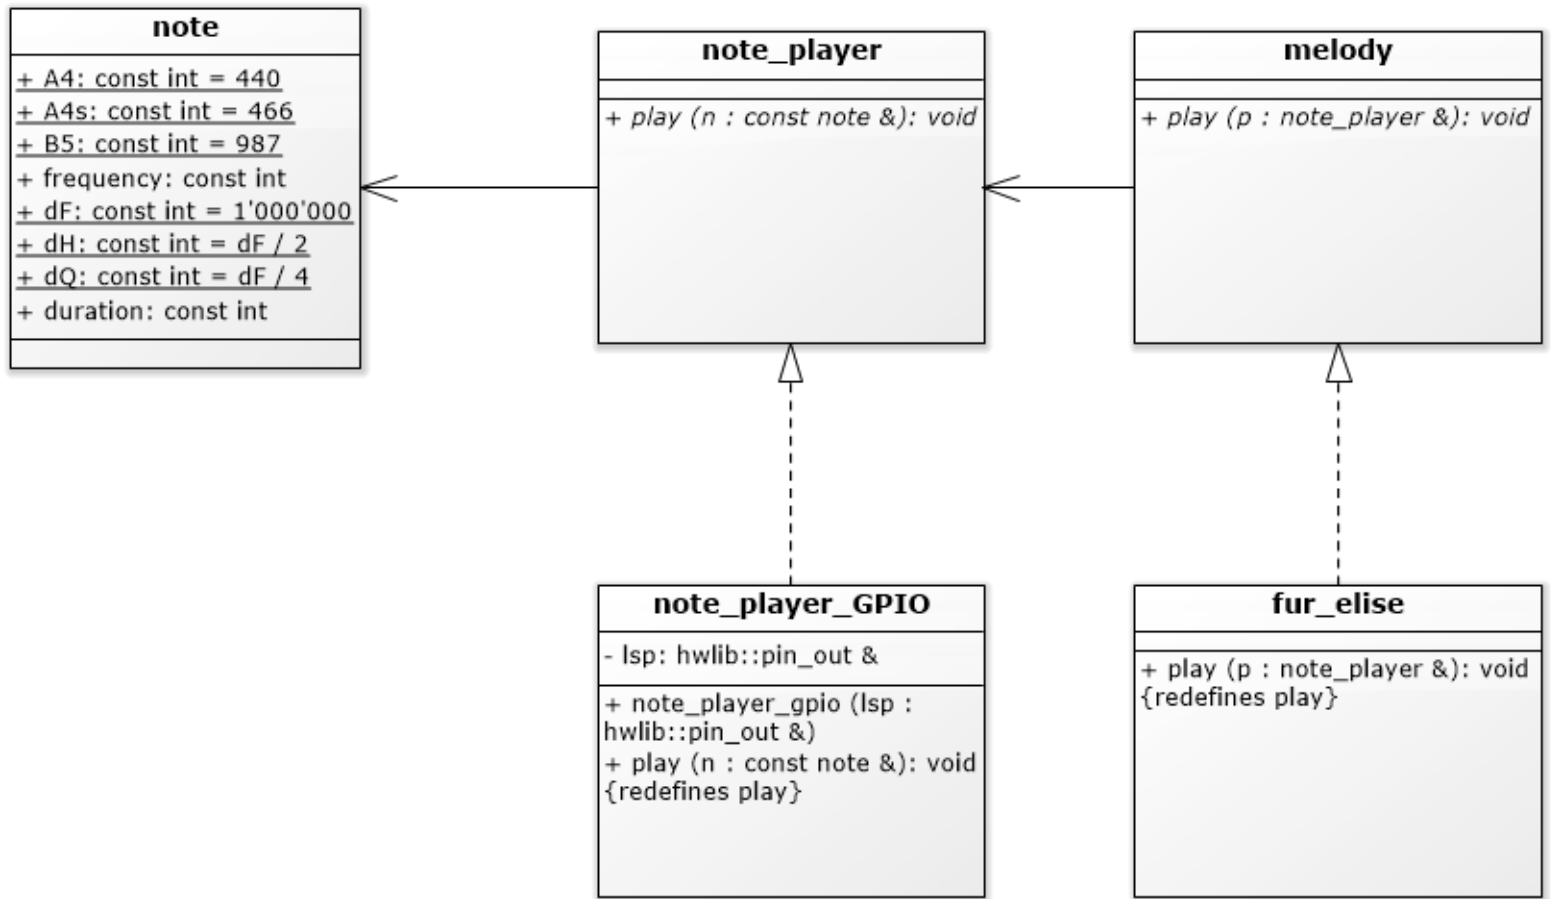 note
+ A4: const int = 440
+ A4s: const int = 466
+ B5: const int = 987
+ frequency: const int
+ dF: const int = 1'000'000
+ dH: const int = dF / 2
+ dQ: const int = dF / 4
+ duration: const int
note_player
+ play (n : const note &): void
melody
+ play (p : note_player &): void
note_player_GPIO
- lsp: hwlib::pin_out &
+ note_player_gpio (lsp :
hwlib::pin_out &)
+ play (n : const note &): void
{redefines play}
fur_elise
+ play (p : note_player &): void
{redefines play}